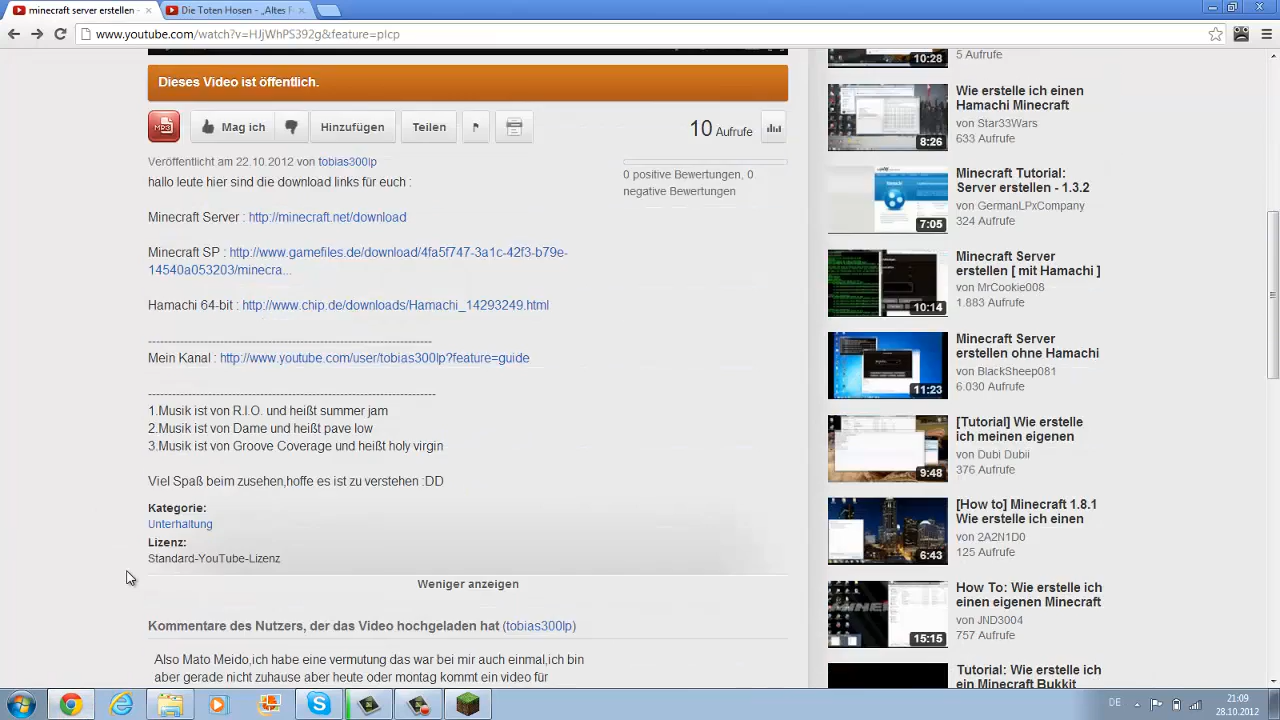 minecraft server erstellen -
Die Toten Hosen - „Altes F
www.youtube.com/watch?v=HJjWhPS392g&feature=plcp
10:28
5 Aufrufe
Dieses Video ist öffentlich.
Wie erstelle ich einen
Hamachi Minecraft
von Star33Wars
633 Aufrufe
8:26
MP3
Mag ich
Hinzufügen
Teilen
10 Aufrufe
Veröffentlicht am 22.10.2012 von tobias300lp
0 positive Bewertungen, 0
negative Bewertungen
hallo leute hier sind die download links für euch :
Minecraft Server : http://minecraft.net/download
Minecraft Server : http://www.gamefiles.de/download/4fa5f747-3a1c-42f3-b79e-
14540a0c3203/minecra...
Hamachi 64-bit : http://www.chip.de/downloads/Hamachi_14293249.html
Mein Kanal : http://www.youtube.com/user/tobias300lp?feature=guide
1.Musik ist von R.I.O. und heißt summer jam
2.Musik ist von DJ Dome und heißt pave low
3.Musik ist von Above Covelinger und heißt holdingon
Viel Spaß beim Ansehen,hoffe es ist zu verstehen :DD
Kategorie:
Unterhaltung
Lizenz:
Standard-YouTube-Lizenz
Weniger anzeigen
Kommentare des Nutzers, der das Video hochgeladen hat (tobias300lp)
Also Mato Meido,ich habe eine vermutung das war bei mir auch einmal,ich bin
aber gerade nicht zuhause aber heute oder montag kommt ein video für
Minecraft Tutorial:
Server erstellen - 1.3.2
von GermanLPxCompany
324 Aufrufe
7:05
Minecraft Server
erstellen [ Hamachi ]
1.883 Aufrufe
10:14
Minecraft Server
erstellen ohne Hamachi
von BlackSheep081
6.030 Aufrufe
11:23
[Tutorial] Wie erstelle
ich meinen eigenen
von Dubi Dubii
376 Aufrufe
9:48
[How to] Minecraft 1.8.1
Wie erstelle ich einen
von 2A2N1D0
125 Aufrufe
6:43
How To: Wie erstelle ich
einen eigenen Minecraft
von JND3004
757 Aufrufe
15:15
Tutorial: Wie erstelle ich
ein Minecraft Bukkit
DE
21:09
28.10.2012